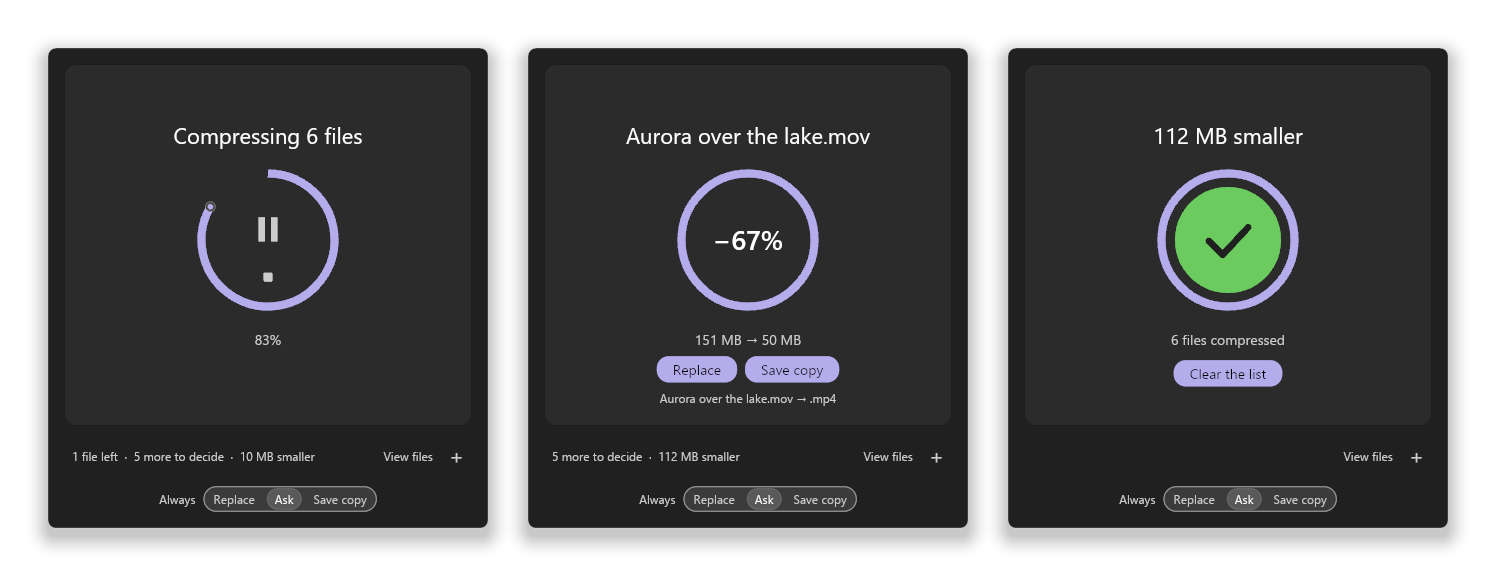 Compressing 6 files
83%
1 file left · 5 more to decide · 10 MB smaller View files +
Always Replace Ask Save copy
Aurora over the lake.mov
−67%
151 MB → 50 MB
Replace Save copy
Aurora over the lake.mov → .mp4
5 more to decide · 112 MB smaller View files +
Always Replace Ask Save copy
112 MB smaller
6 files compressed
Clear the list
View files +
Always Replace Ask Save copy